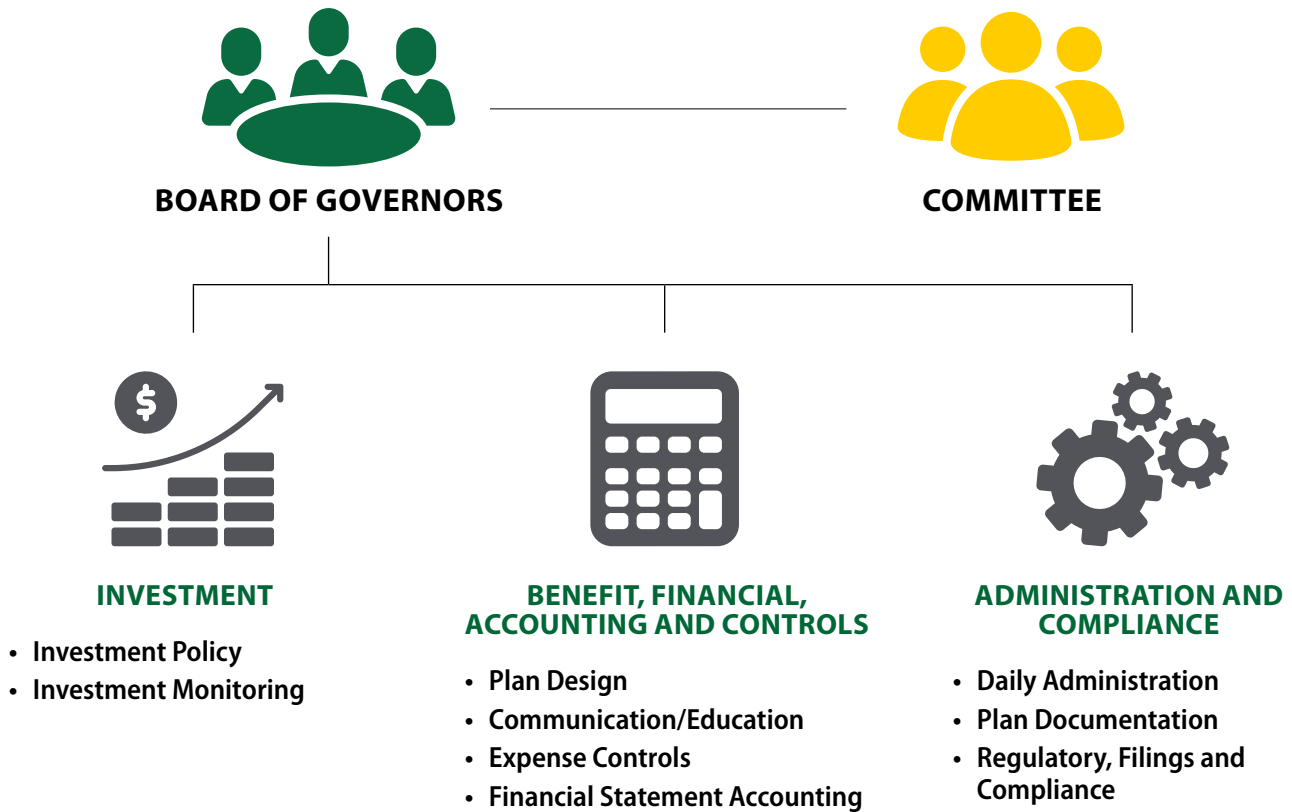 $
BOARD OF GOVERNORS
COMMITTEE
INVESTMENT
• Investment Policy
• Investment Monitoring
BENEFIT, FINANCIAL,
ACCOUNTING AND CONTROLS
• Plan Design
• Communication/Education
• Expense Controls
• Financial Statement Accounting
ADMINISTRATION AND
COMPLIANCE
• Daily Administration
• Plan Documentation
• Regulatory, Filings and
Compliance